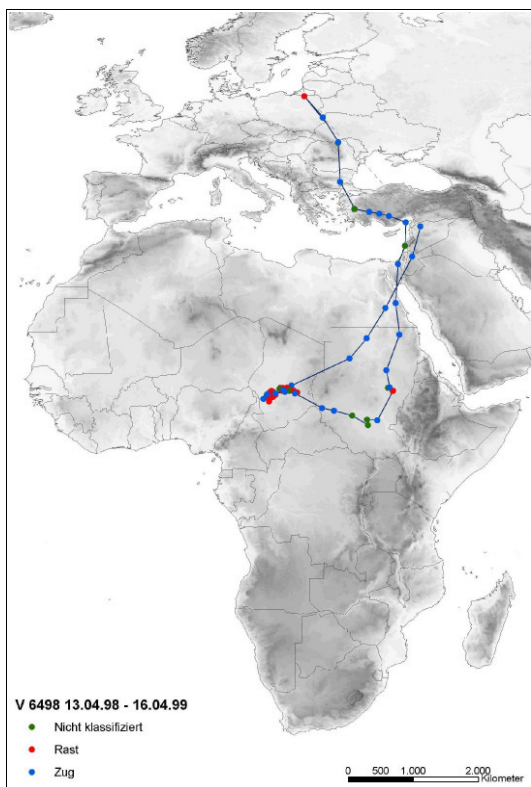 V 6498 13.04.98 - 16.04.99
Nicht klassifiziert
Rast
Zug
0 500 1.000 2.000
Kilometer